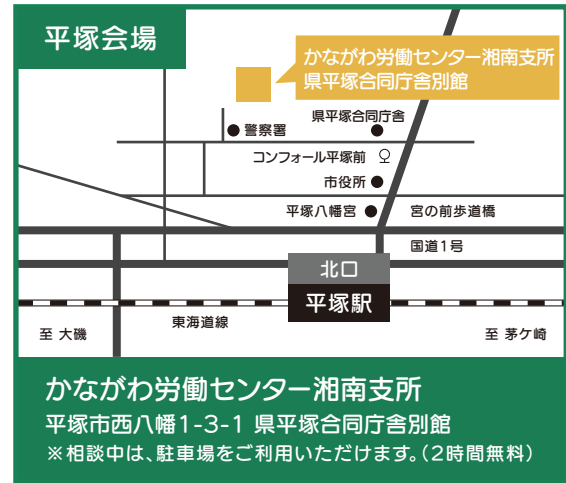 平塚会場
かながわ労働センター湘南支所
県平塚合同庁舎別館
県平塚合同庁舎
警察署
コンフォール平塚前
市役所
平塚八幡宮
宮の前歩道橋
国道1号
北口
平塚駅
東海道線
至 大磯
至 茅ケ崎
かながわ労働センター湘南支所
平塚市西八幡1-3-1 県平塚合同庁舎別館
※相談中は、駐車場をご利用いただけます。(2時間無料)